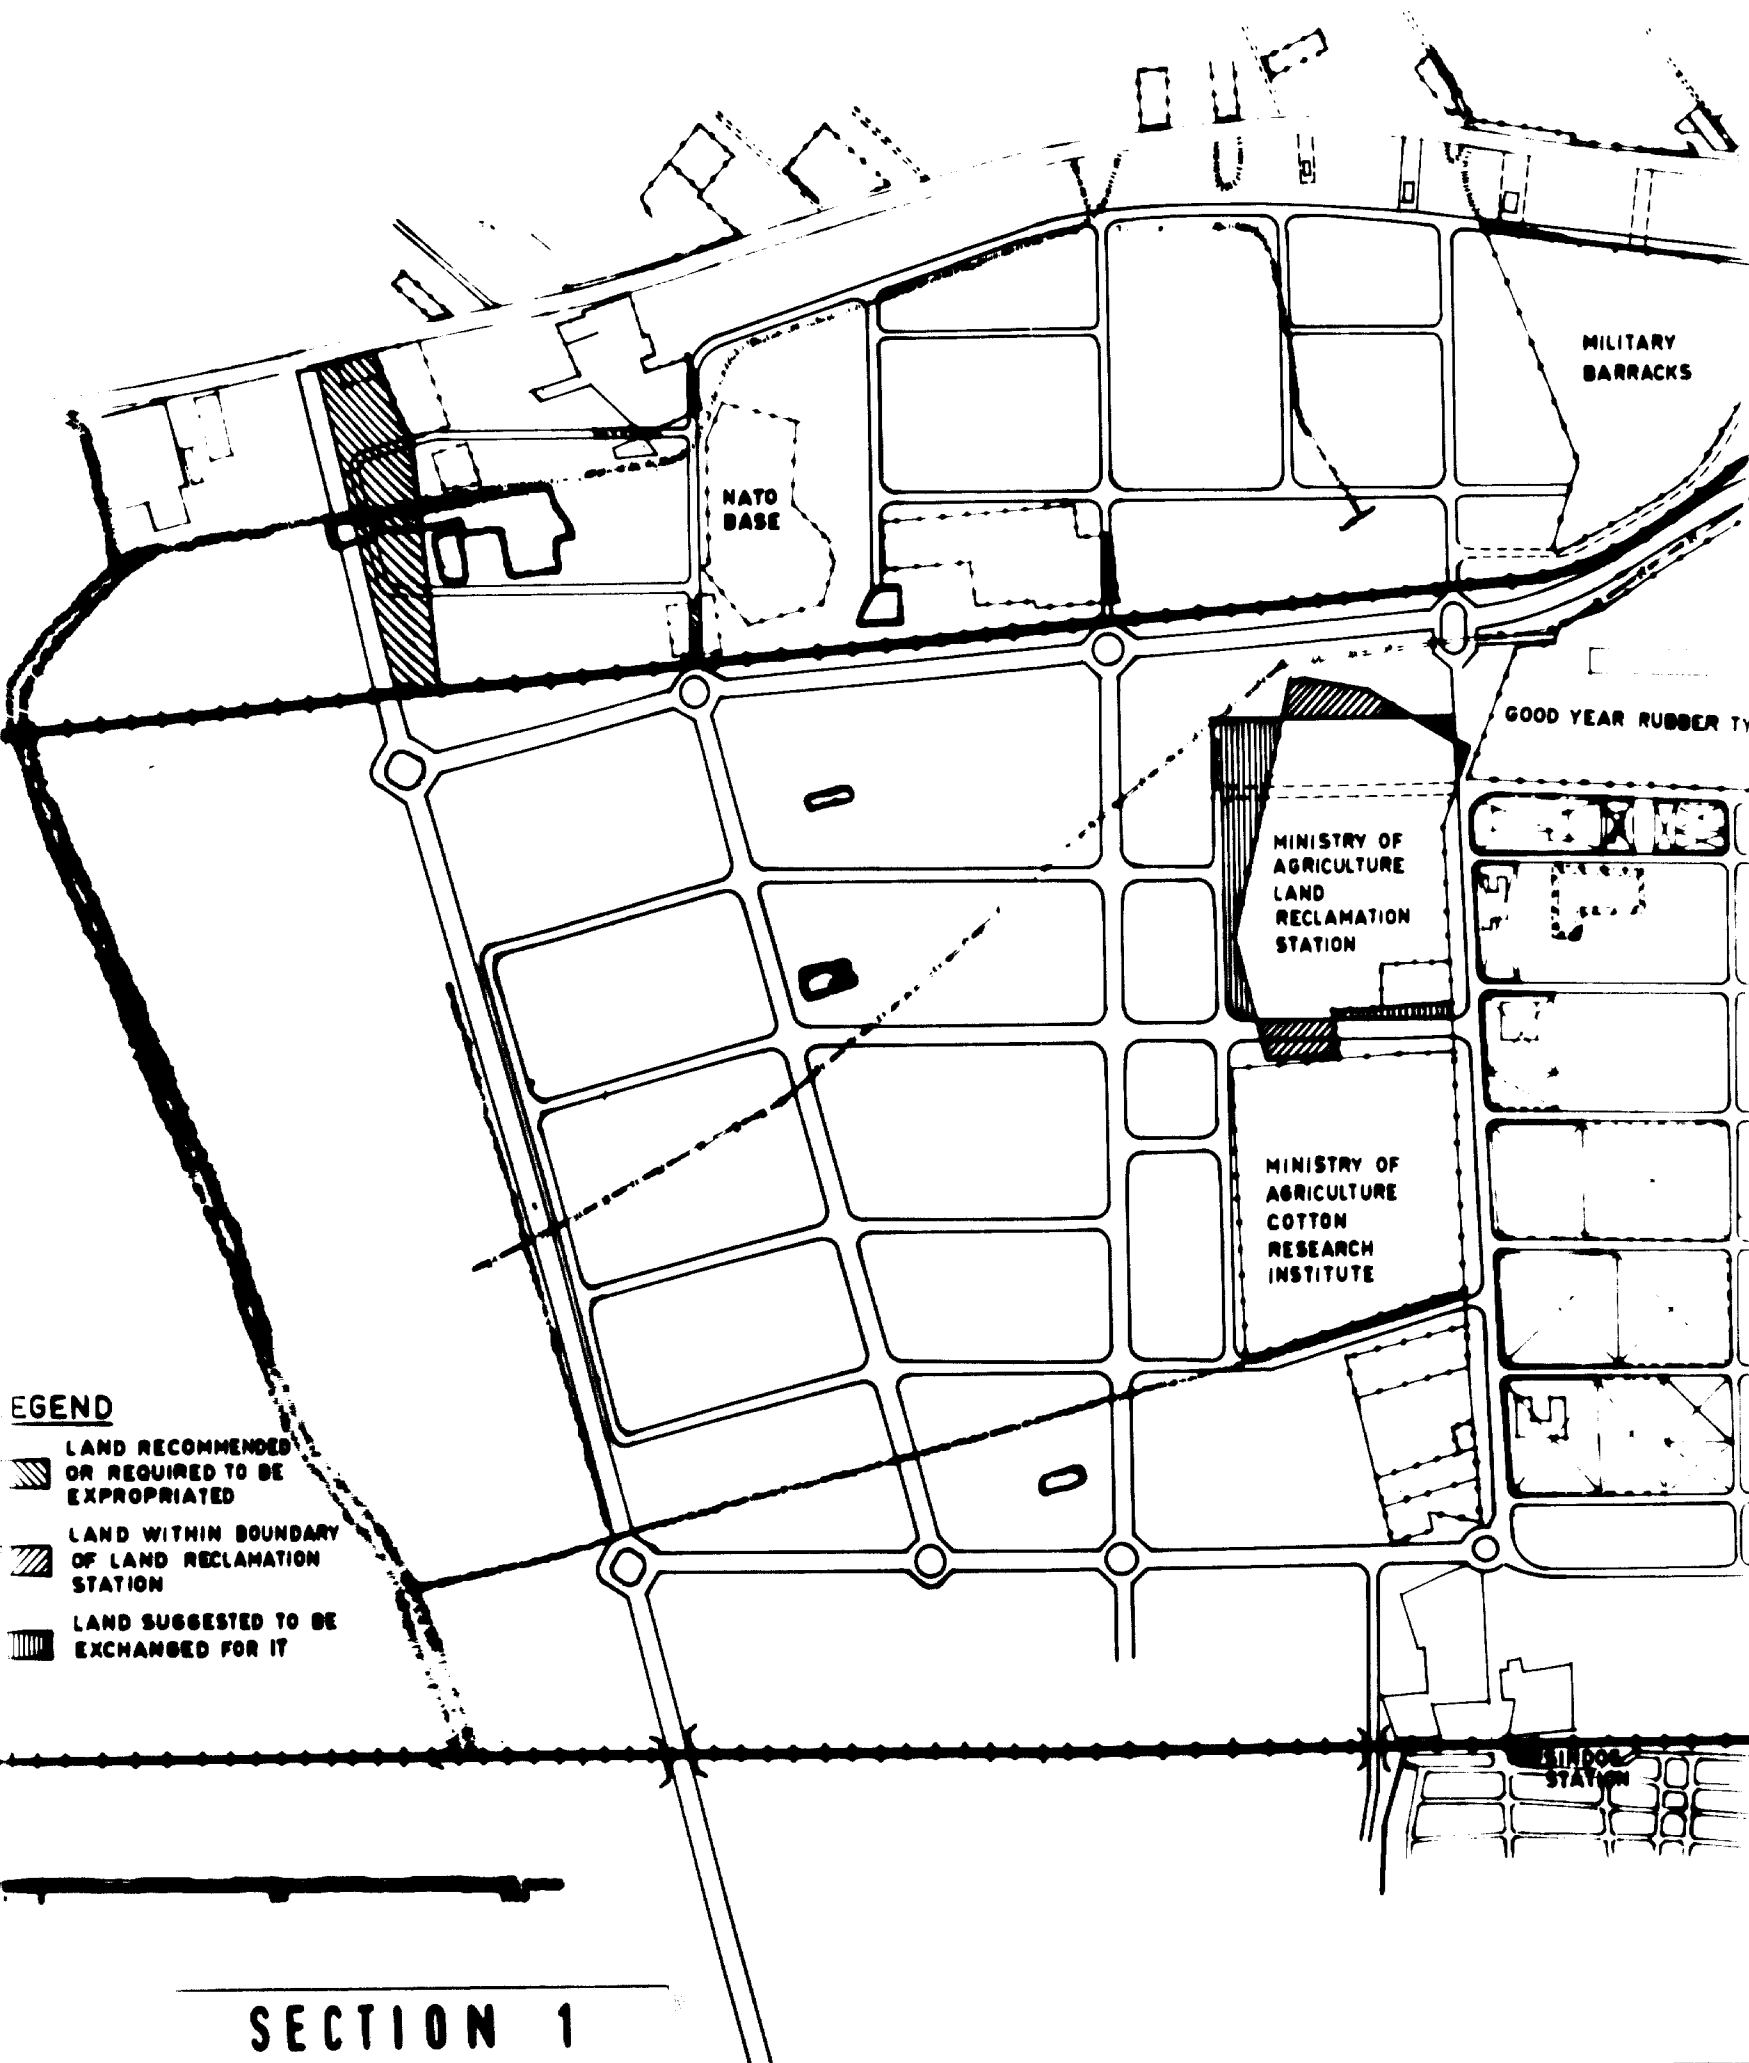 MILITARY
BARRACKS
NATO
BASE
GOOD YEAR RUBBER TY
MINISTRY OF
AGRICULTURE
LAND
RECLAMATION
STATION
MINISTRY OF
AGRICULTURE
COTTON
RESEARCH
INSTITUTE
EGEND
LAND RECOMMENDED
OR REQUIRED TO BE
EXPROPRIATED
LAND WITHIN BOUNDARY
OF LAND RECLAMATION
STATION
LAND SUGGESTED TO BE
EXCHANGED FOR IT
SINDOS
STATION
SECTION 1